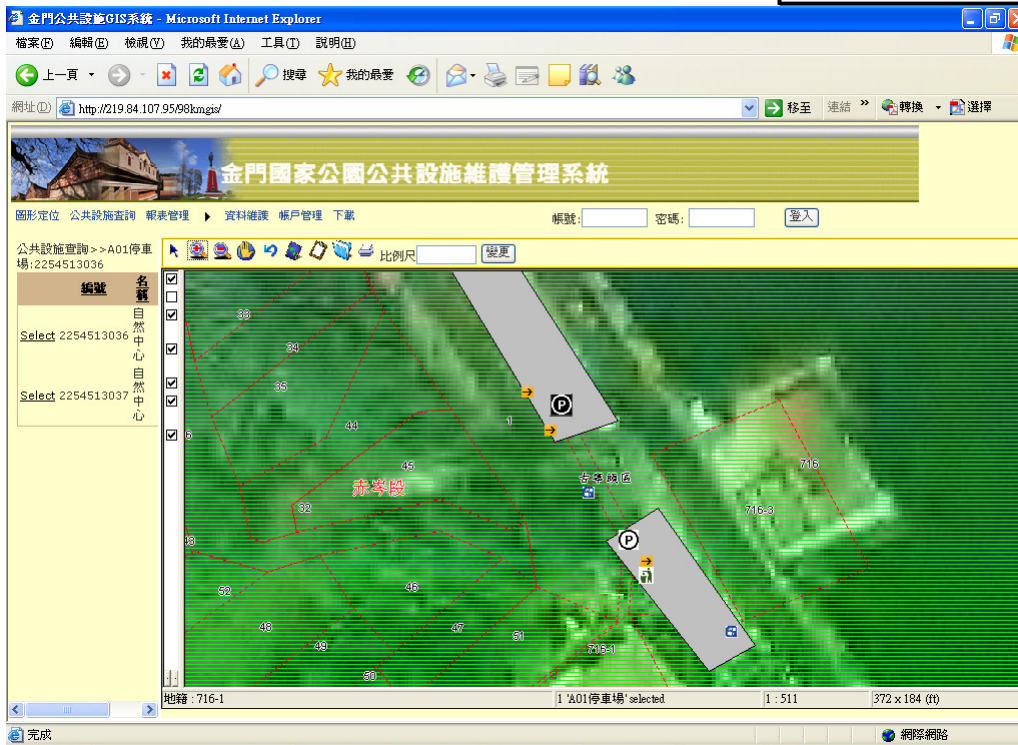 金門公共設施GIS系統 - Microsoft Internet Explorer
檔案(F) 編輯(E) 檢視(V) 我的最愛(A) 工具(T) 說明(H)
上一頁 搜尋 我的最愛
網址(D) http://219.84.107.95/98kmgis/ 移至 連結 » 轉換 選擇
金門國家公園公共設施維護管理系統
圖形定位 公共設施查詢 報表管理 資料維護 帳戶管理 下載 帳號: 密碼: 登入
公共設施查詢>>A01停車場:2254513036
比例尺 變更
編號 名稱
Select 2254513036 自然中心
Select 2254513037 自然中心
33
34
35
44
1
45
赤岑段
32
716
716-3
P
P
52
46
48
47
49
51
716-1
50
地籍 : 716-1 1 'A01停車場' selected 1 : 511 372 x 184 (ft)
完成 網際網路